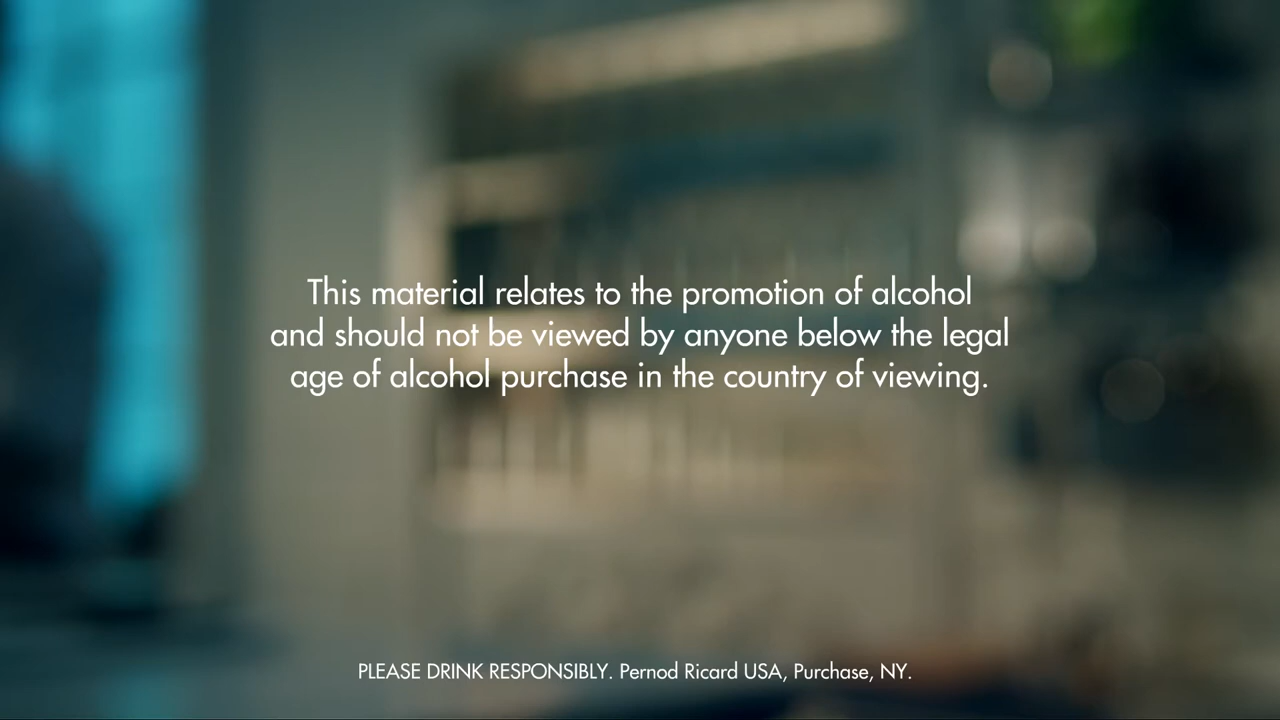 This material relates to the promotion of alcohol
and should not be viewed by anyone below the legal
age of alcohol purchase in the country of viewing.
PLEASE DRINK RESPONSIBLY. Pernod Ricard USA, Purchase, NY.